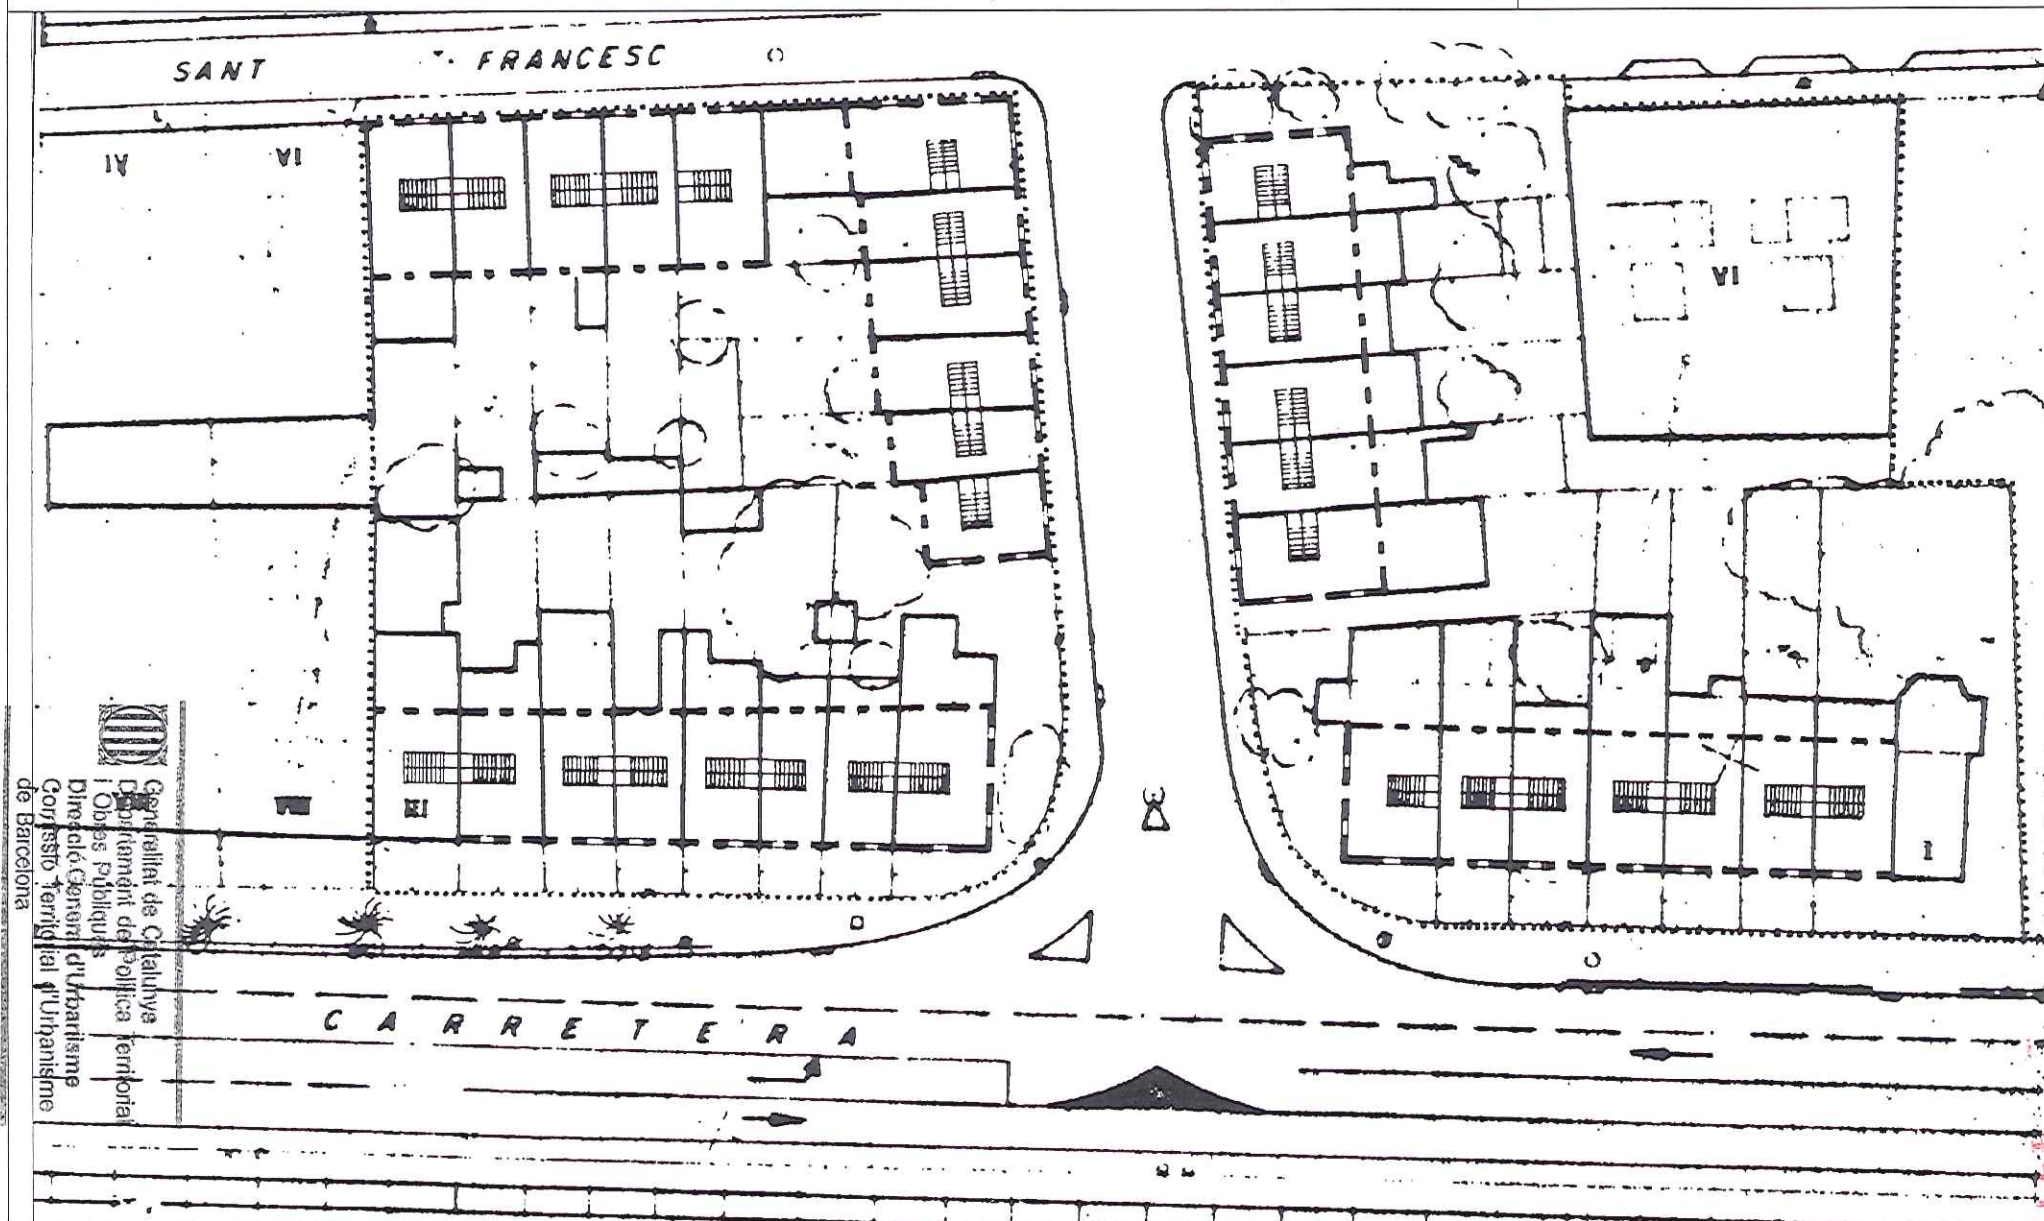 SANT FRANCESC
IV
VI
VI
III
I
CARRETERA
Generalitat de Catalunya
Departament de Política Territorial
i Obres Públiques
Direcció General d'Urbanisme
Comissió Territorial d'Urbanisme
de Barcelona